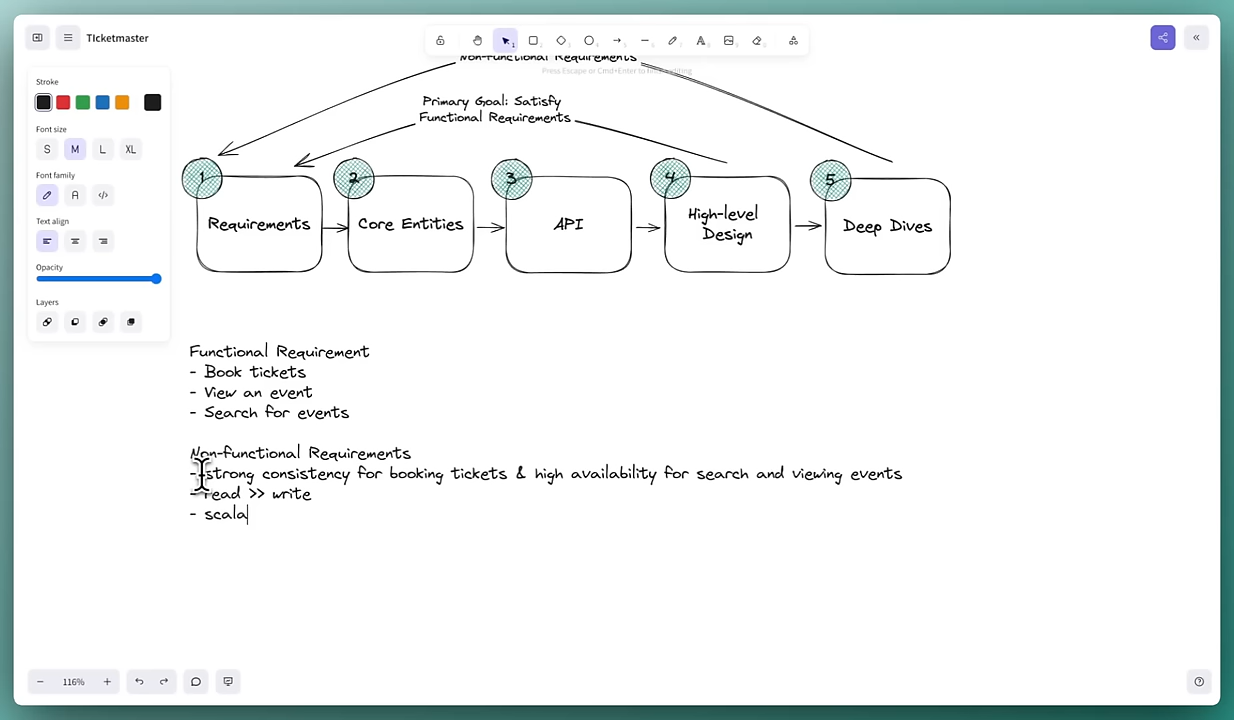 TIcketmaster
Stroke
Font size
S M L XL
Font family
A </>
Text align
Opacity
Layers
Non-functional Requirements
Primary Goal: Satisfy
Functional Requirements
1
2
3
4
5
Requirements
Core Entities
API
High-level
Design
Deep Dives
Functional Requirement
- Book tickets
- View an event
- Search for events
Non-functional Requirements
- strong consistency for booking tickets & high availability for search and viewing events
- read >> write
- scala
116%